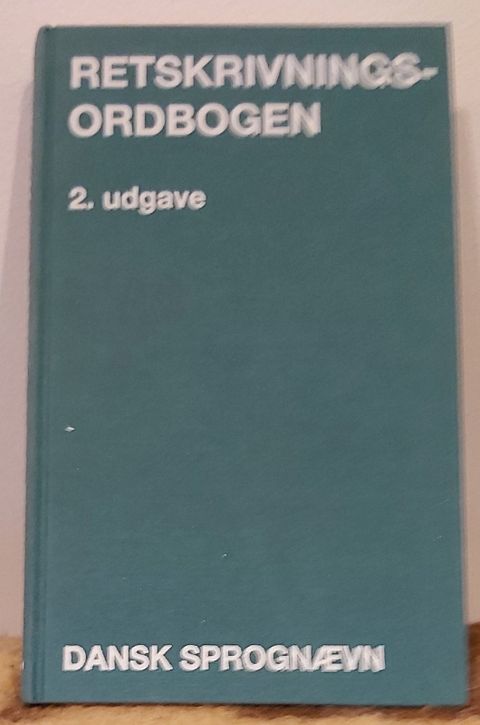 RETSKRIVNINGS-
ORDBOGEN
2. udgave
DANSK SPROGNÆVN